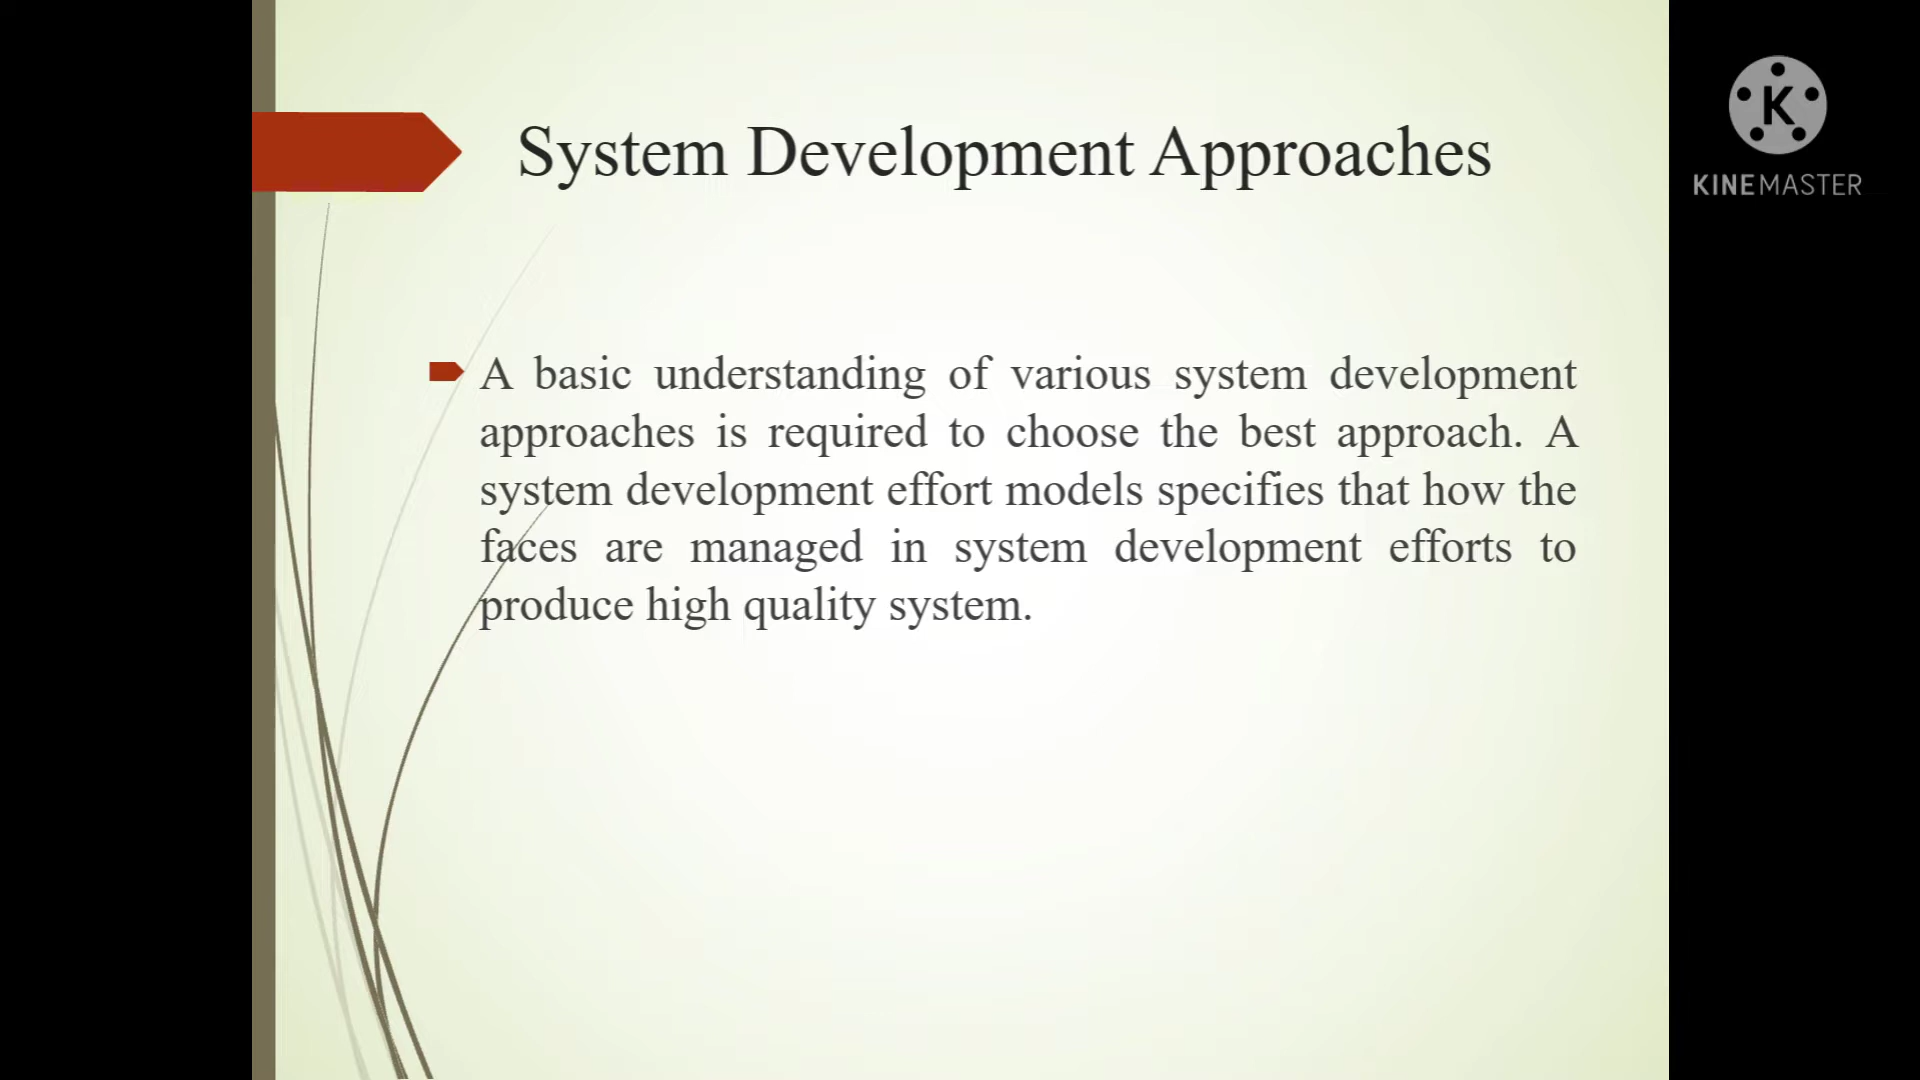 System Development Approaches
K
KINEMASTER
A basic understanding of various system development
approaches is required to choose the best approach. A
system development effort models specifies that how the
faces are managed in system development efforts to
produce high quality system.